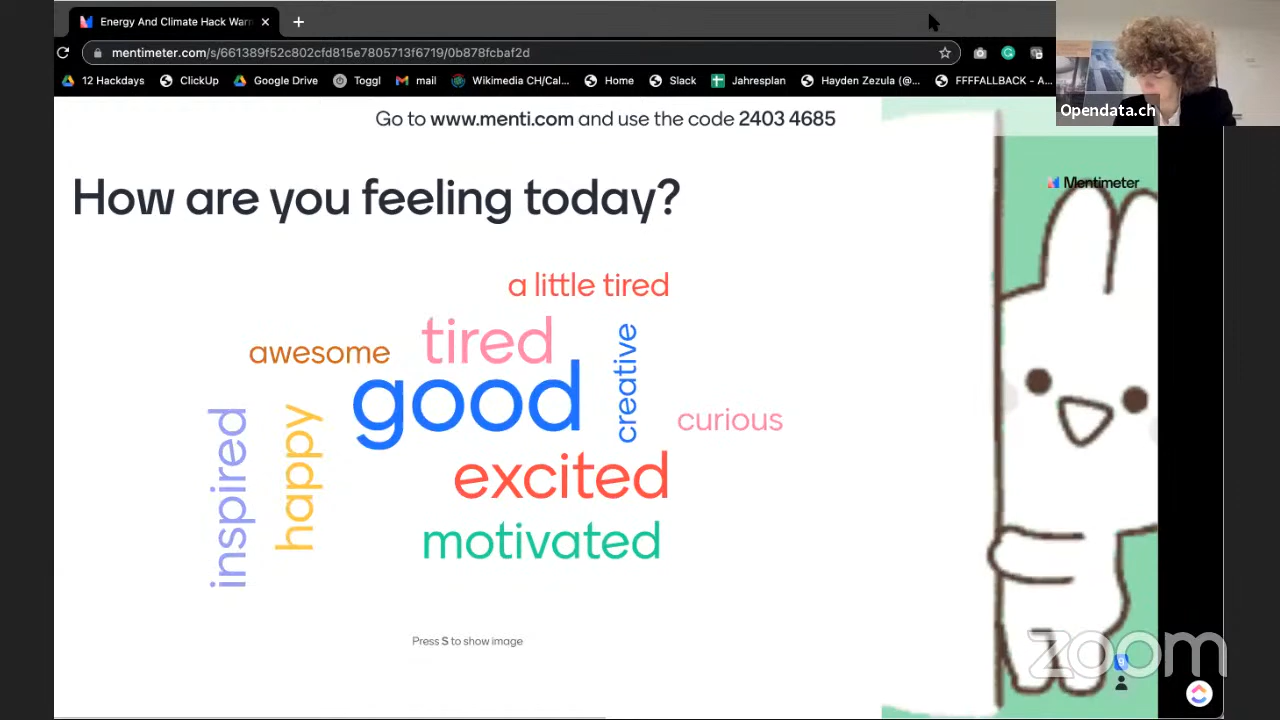 Energy And Climate Hack Warm
mentimeter.com/s/661389f52c802cfd815e7805713f6719/0b878fcbaf2d
12 Hackdays
ClickUp
Google Drive
Toggl
mail
Wikimedia CH/Cal...
Home
Slack
Jahresplan
Hayden Zezula (@...
FFFFALLBACK - A...
Opendata.ch
Go to www.menti.com and use the code 2403 4685
Mentimeter
How are you feeling today?
a little tired
tired
awesome
creative
good
curious
happy
inspired
excited
motivated
Press S to show image
zoom